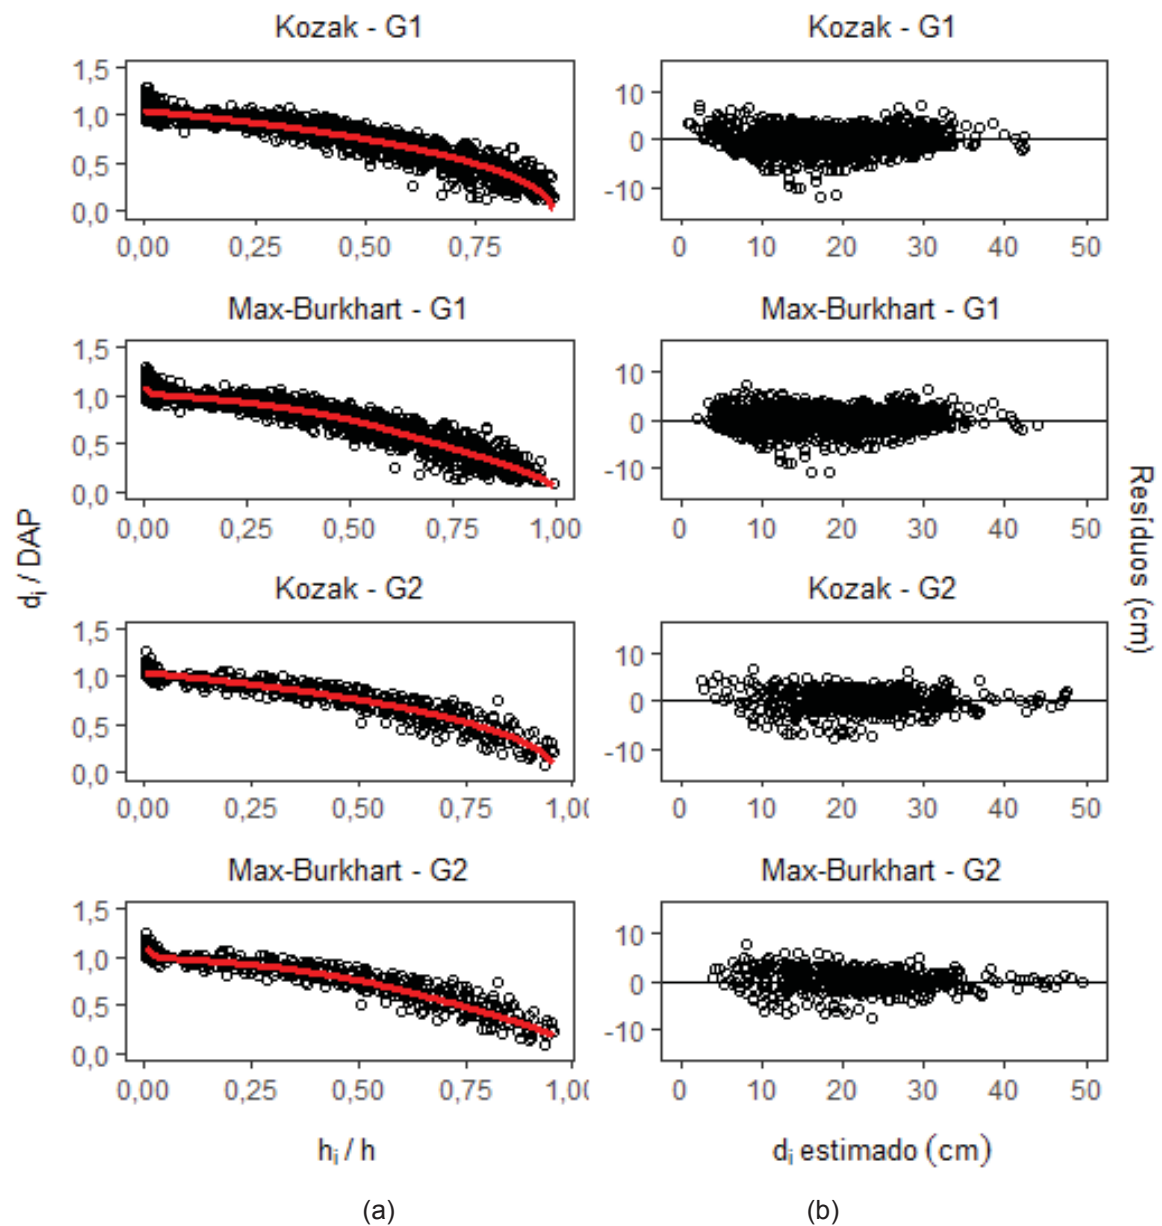 Kozak - G1
Kozak - G1
1,5
1,0
0,5
0,0
10
0
-10
0,00 0,25 0,50 0,75
0 10 20 30 40 50
Max-Burkhart - G1
Max-Burkhart - G1
1,5
1,0
0,5
0,0
10
0
-10
0,00 0,25 0,50 0,75 1,00
0 10 20 30 40 50
di / DAP
Resíduos (cm)
Kozak - G2
Kozak - G2
1,5
1,0
0,5
0,0
10
0
-10
0,00 0,25 0,50 0,75 1,00
0 10 20 30 40 50
Max-Burkhart - G2
Max-Burkhart - G2
1,5
1,0
0,5
0,0
10
0
-10
0,00 0,25 0,50 0,75 1,00
0 10 20 30 40 50
hi / h
di estimado (cm)
(a)
(b)